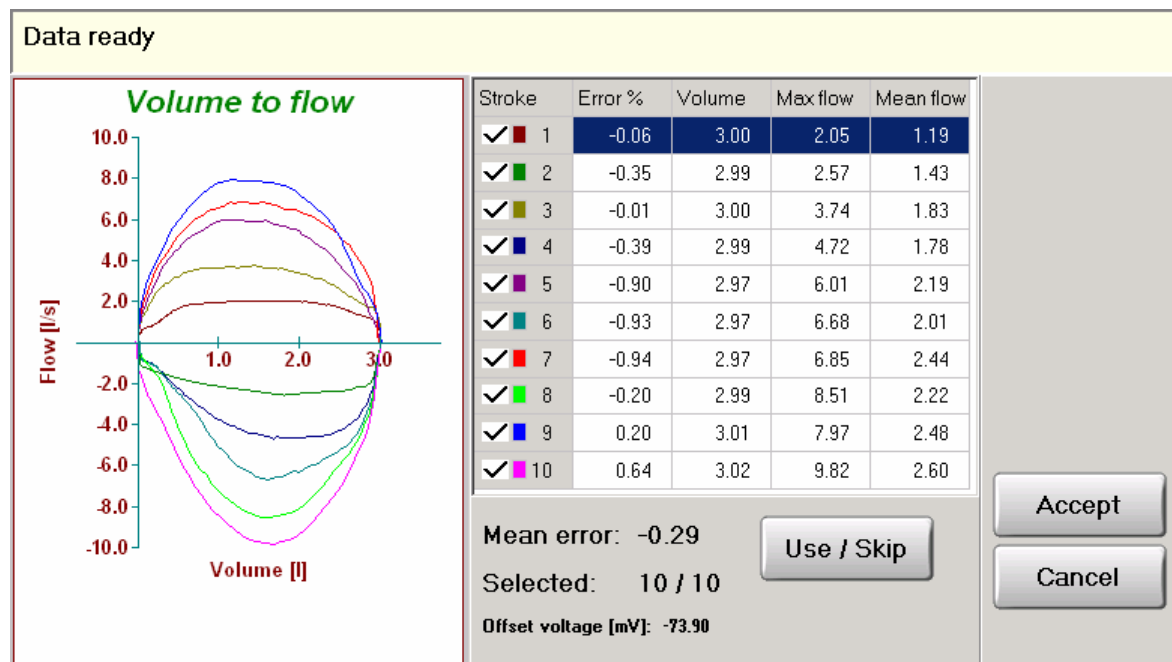 Data ready
Volume to flow
10.0
8.0
6.0
4.0
2.0
-2.0
-4.0
-6.0
-8.0
-10.0
Flow [l/s]
1.0 2.0 3.0
Volume [l]
Stroke Error % Volume Max flow Mean flow
1 -0.06 3.00 2.05 1.19
2 -0.35 2.99 2.57 1.43
3 -0.01 3.00 3.74 1.83
4 -0.39 2.99 4.72 1.78
5 -0.90 2.97 6.01 2.19
6 -0.93 2.97 6.68 2.01
7 -0.94 2.97 6.85 2.44
8 -0.20 2.99 8.51 2.22
9 0.20 3.01 7.97 2.48
10 0.64 3.02 9.82 2.60
Mean error: -0.29
Selected: 10 / 10
Offset voltage [mV]: -73.90
Use / Skip
Accept
Cancel